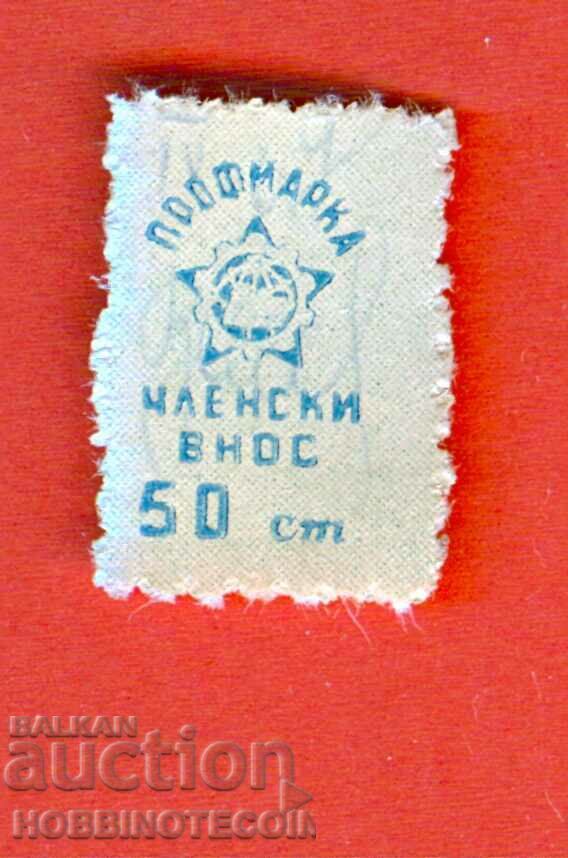 ПРОФМАРКА
ЧЛЕНСКИ
ВНОС
50 ст.
BALKAN
auction
HOBBINOTECOIN